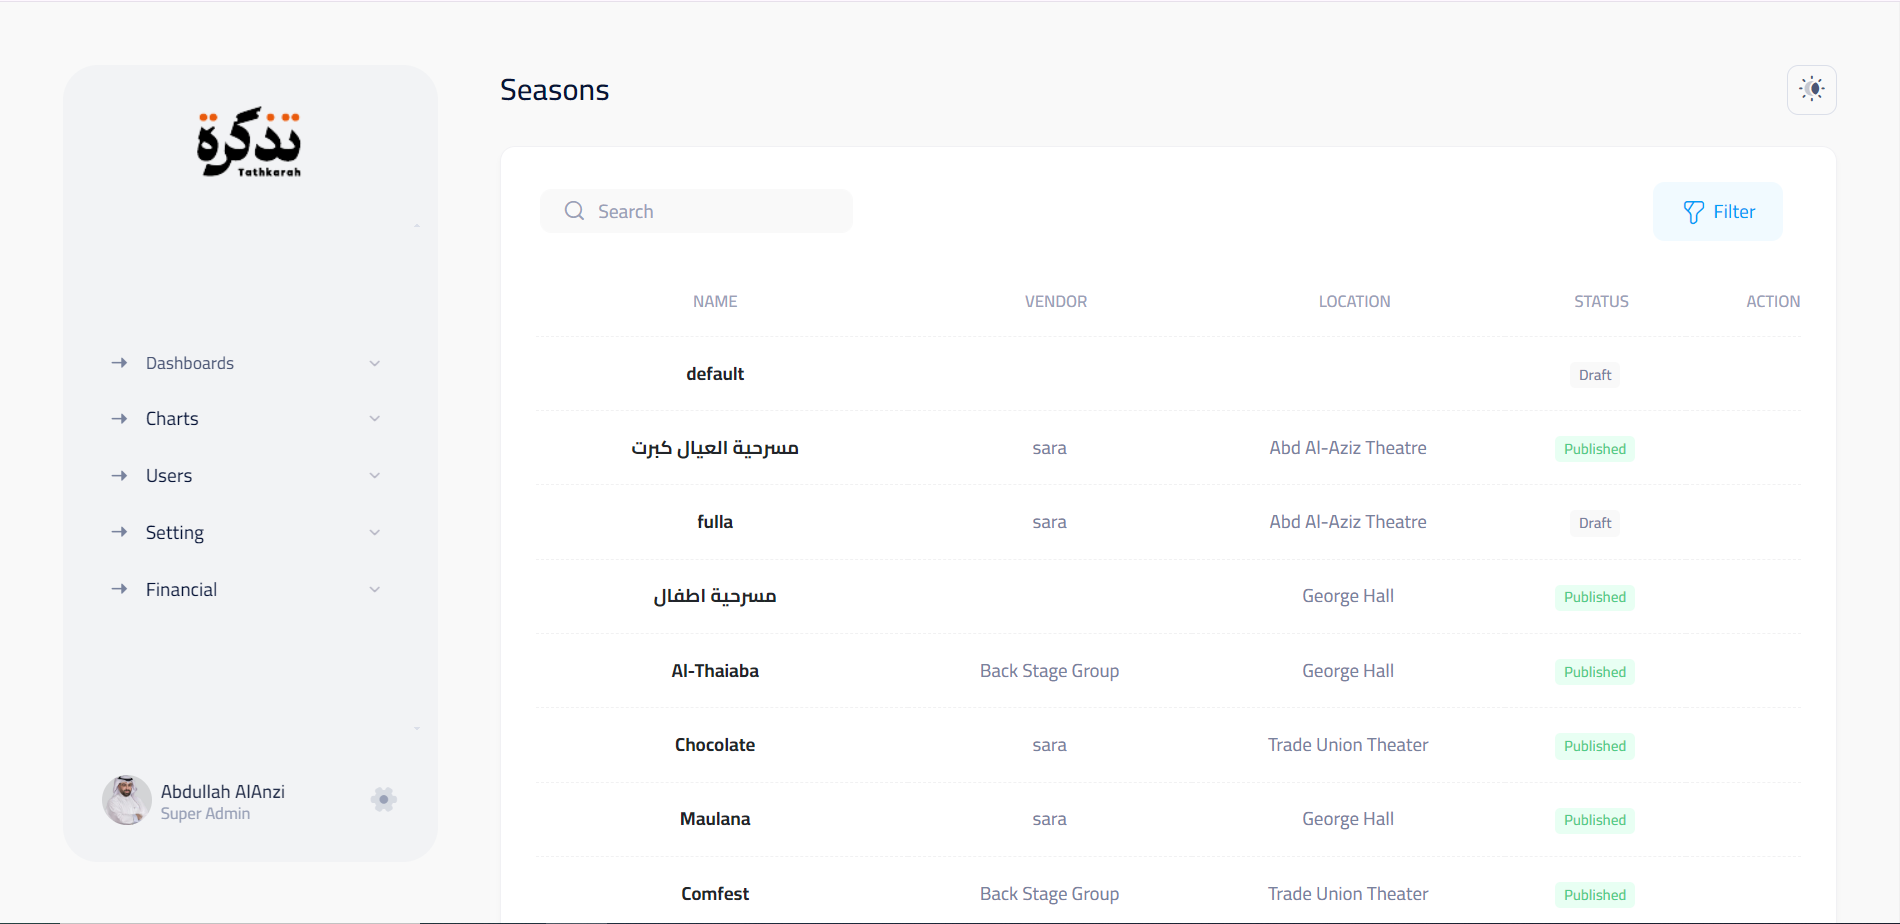 تذكرة
Tathkarah
Dashboards
Charts
Users
Setting
Financial
Abdullah AlAnzi
Super Admin
Seasons
Search
Filter
NAME VENDOR LOCATION STATUS ACTION
default Draft
مسرحية العيال كبرت sara Abd Al-Aziz Theatre Published
fulla sara Abd Al-Aziz Theatre Draft
مسرحية اطفال George Hall Published
Al-Thaiaba Back Stage Group George Hall Published
Chocolate sara Trade Union Theater Published
Maulana sara George Hall Published
Comfest Back Stage Group Trade Union Theater Published